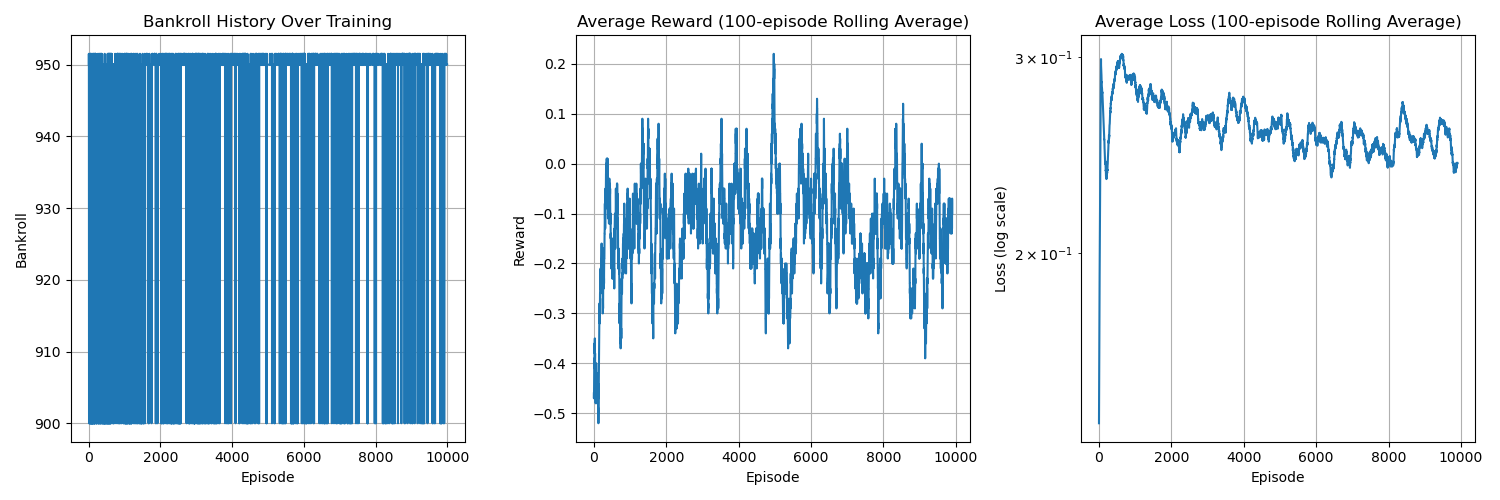 Bankroll History Over Training
950
940
930
920
910
900
Bankroll
0
2000
4000
6000
8000
10000
Episode
Average Reward (100-episode Rolling Average)
0.2
0.1
0.0
−0.1
−0.2
−0.3
−0.4
−0.5
Reward
0
2000
4000
6000
8000
10000
Episode
Average Loss (100-episode Rolling Average)
3 × 10⁻¹
2 × 10⁻¹
Loss (log scale)
0
2000
4000
6000
8000
10000
Episode